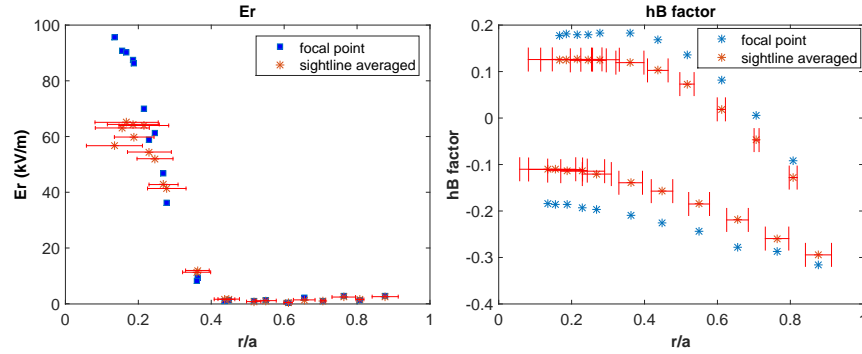 Er
focal point
sightline averaged
100
80
60
40
20
0
Er (kV/m)
0
0.2
0.4
0.6
0.8
1
r/a
hB factor
focal point
sightline averaged
0.2
0.1
0
-0.1
-0.2
-0.3
-0.4
hB factor
0
0.2
0.4
0.6
0.8
1
r/a